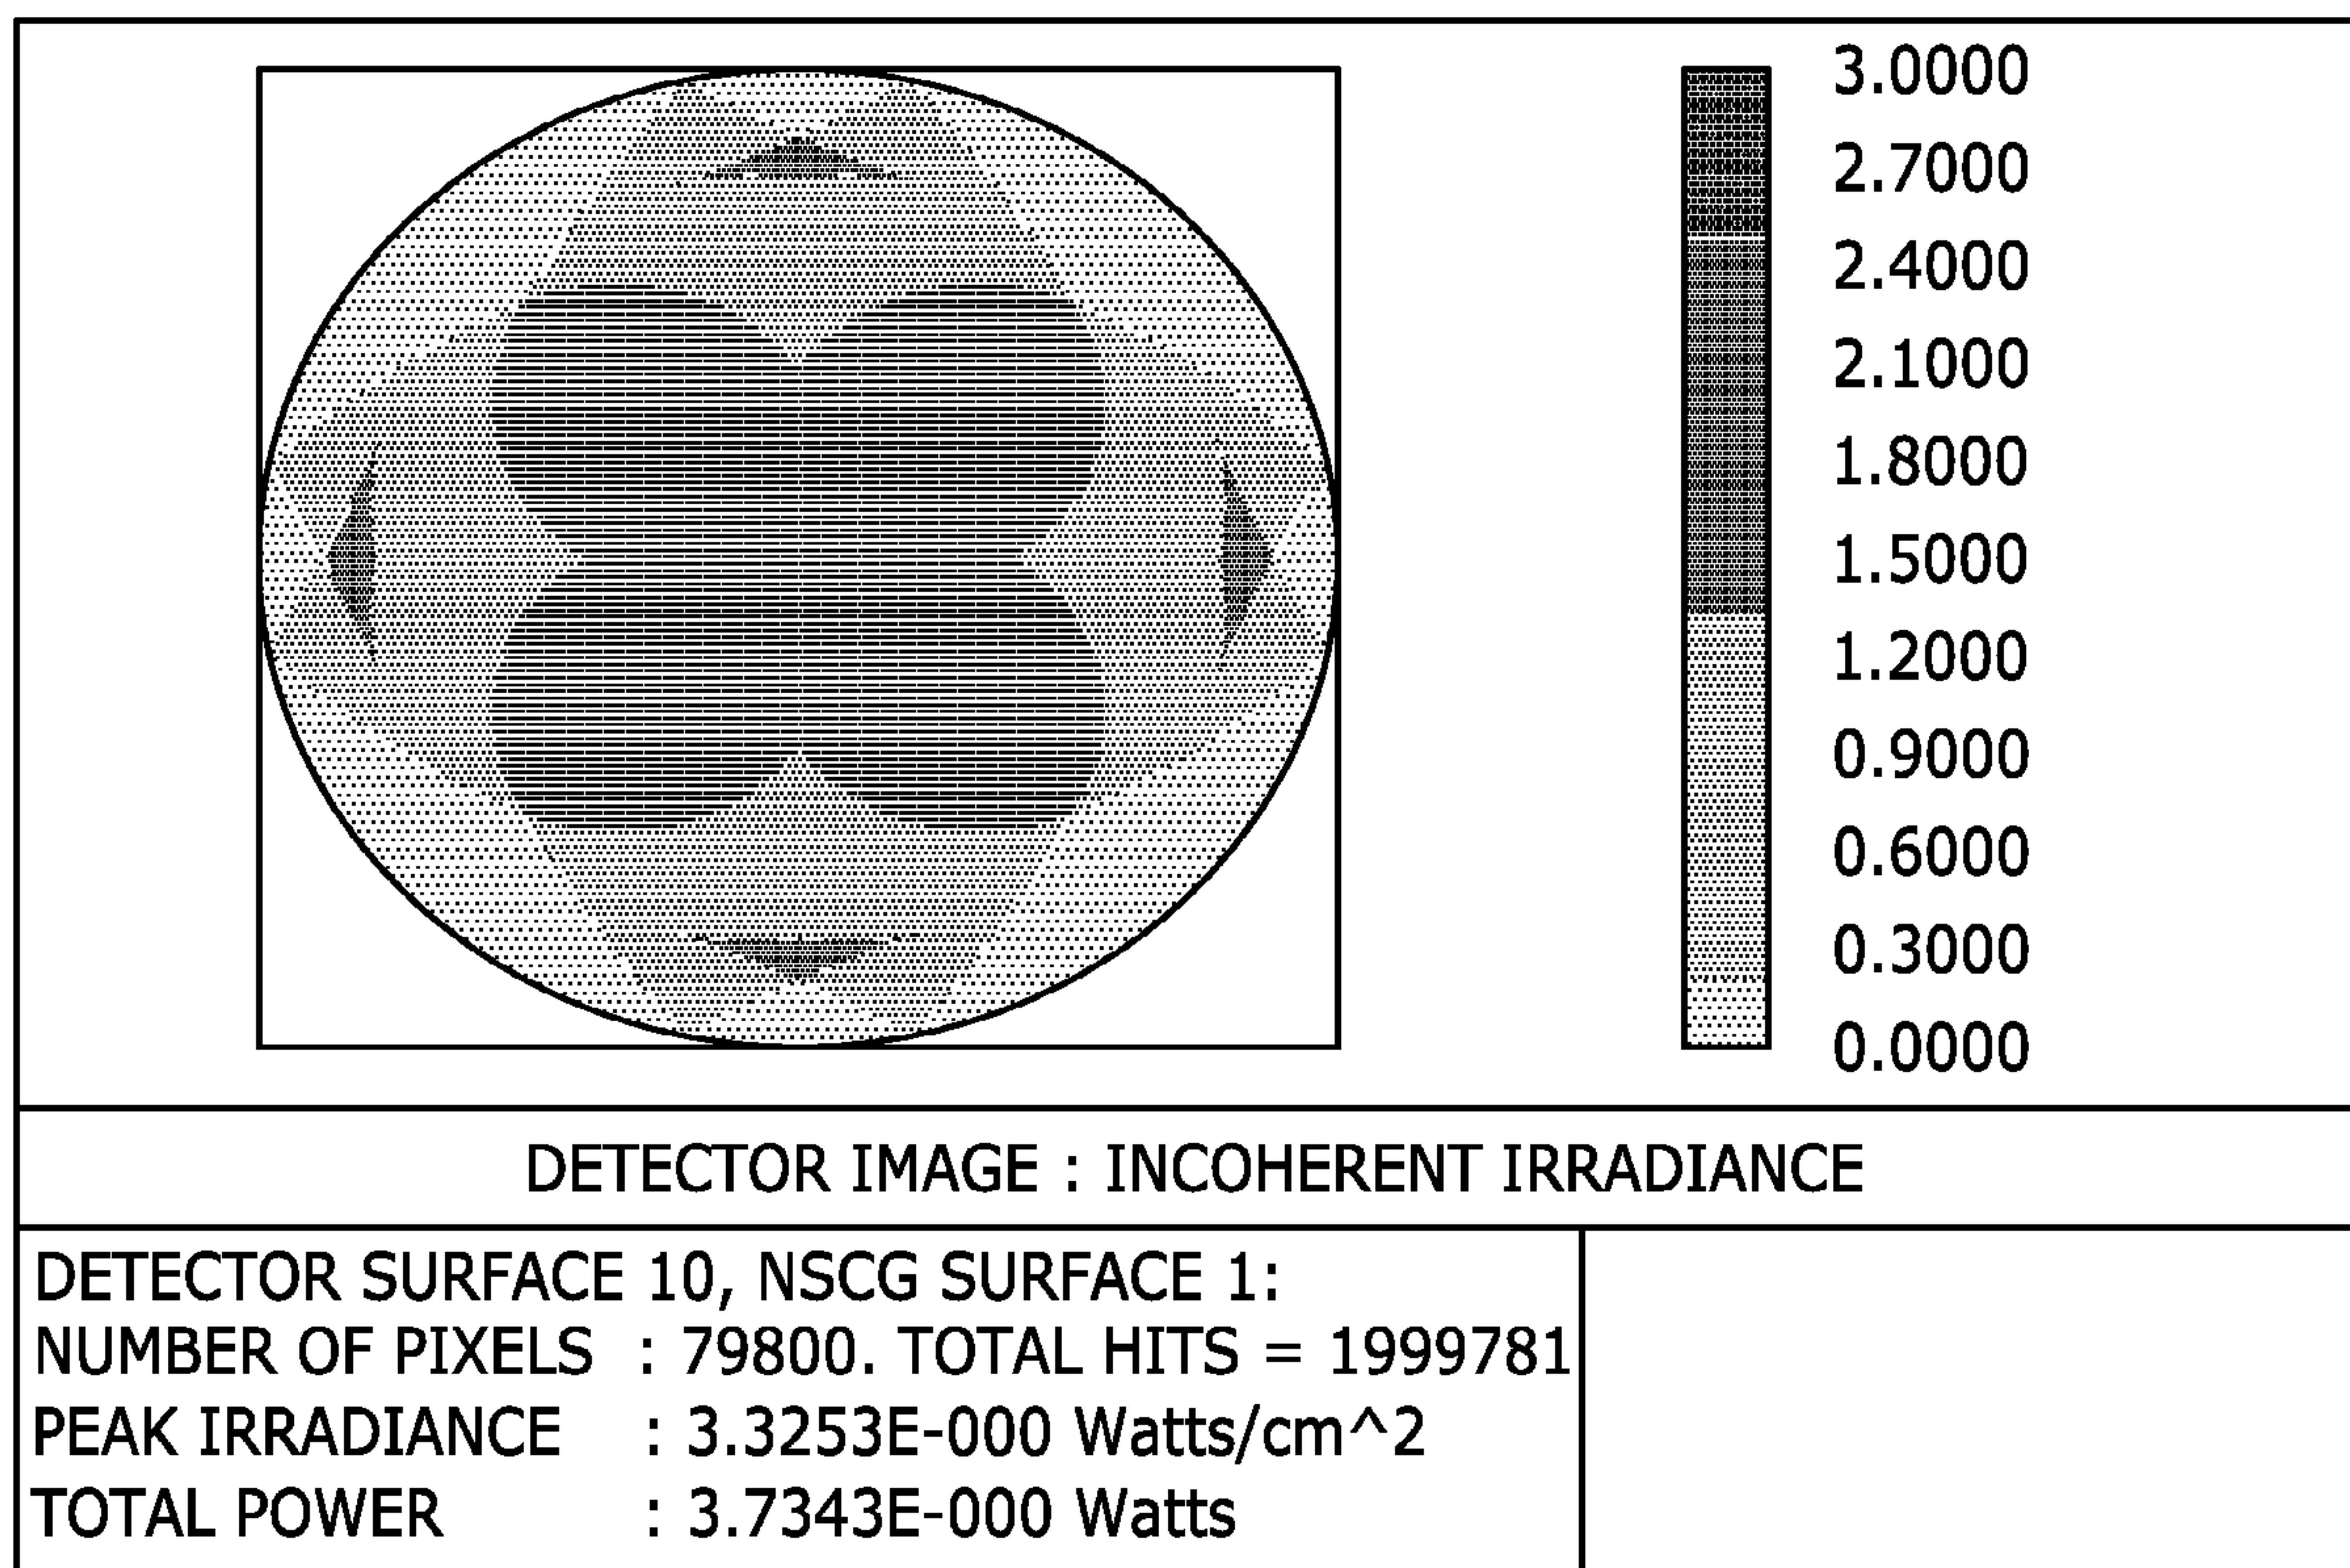 3.0000
2.7000
2.4000
2.1000
1.8000
1.5000
1.2000
0.9000
0.6000
0.3000
0.0000
DETECTOR IMAGE : INCOHERENT IRRADIANCE
DETECTOR SURFACE 10, NSCG SURFACE 1:
NUMBER OF PIXELS : 79800. TOTAL HITS = 1999781
PEAK IRRADIANCE : 3.3253E-000 Watts/cm^2
TOTAL POWER : 3.7343E-000 Watts